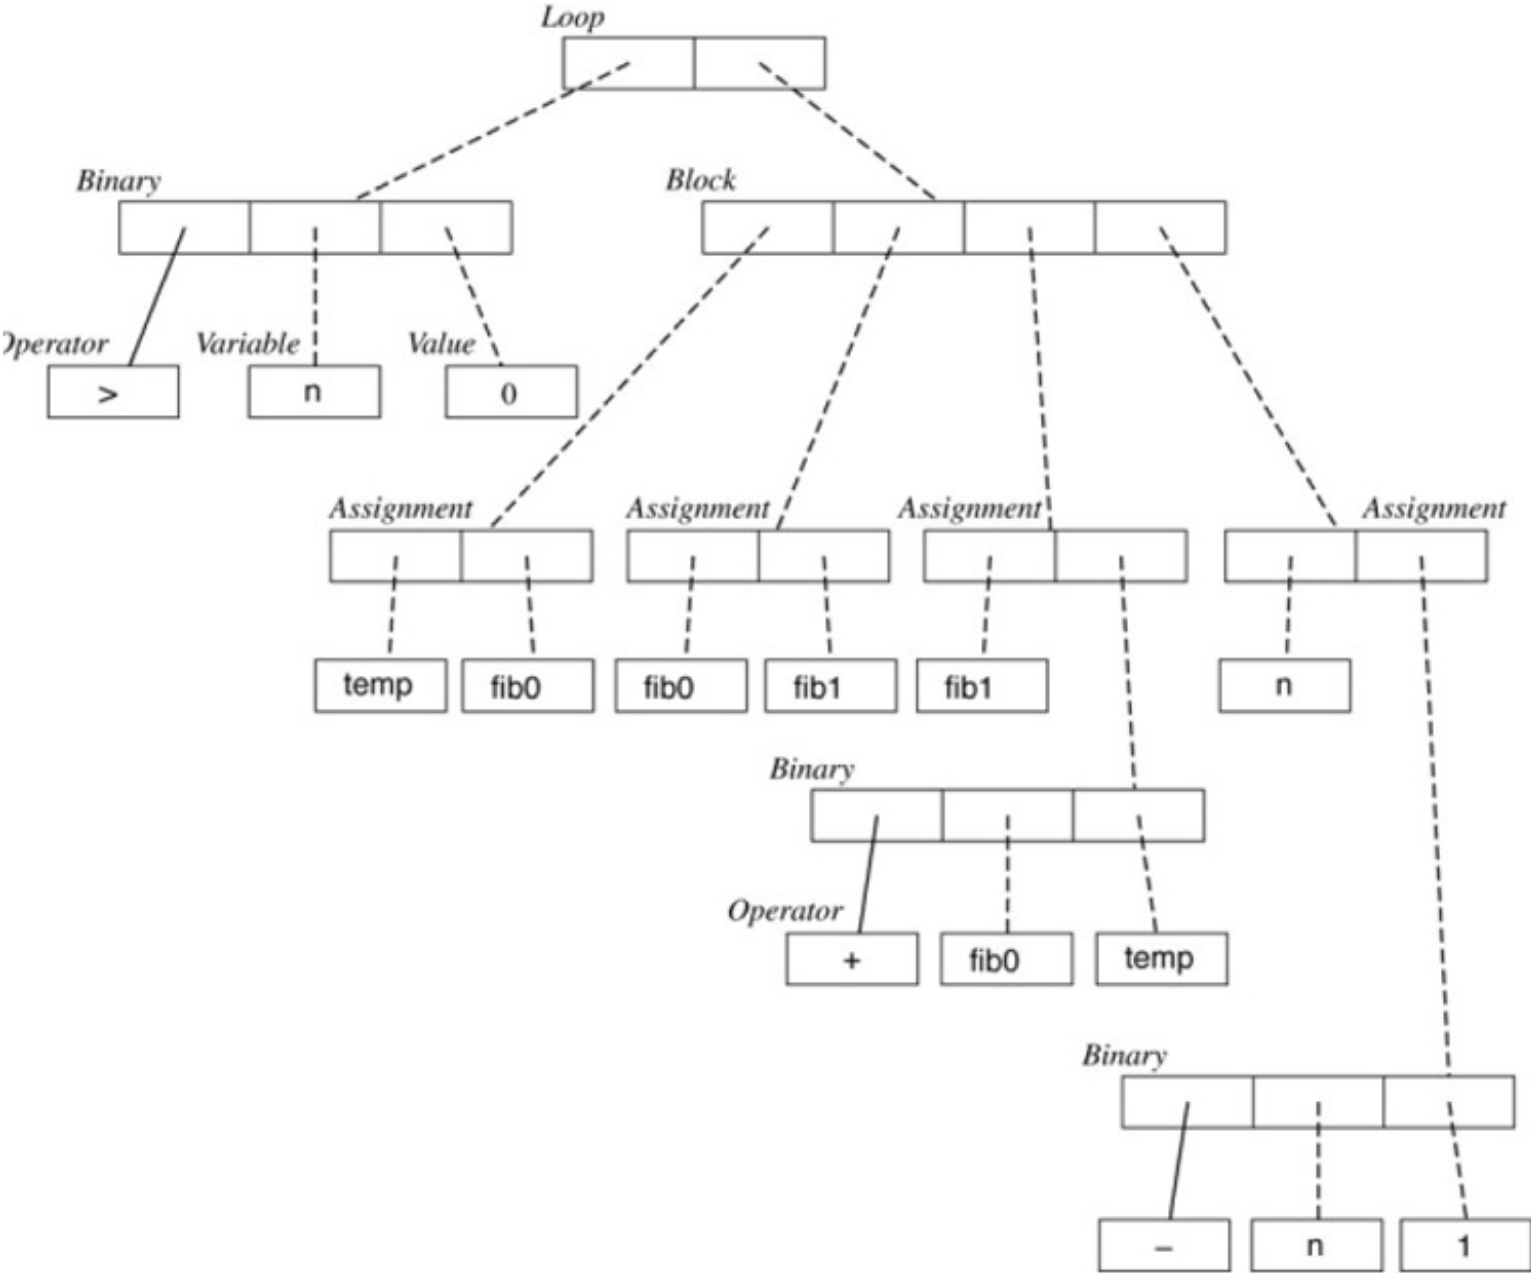 Loop
Binary
Block
Operator
Variable
Value
>
n
0
Assignment
Assignment
Assignment
Assignment
temp
fib0
fib0
fib1
fib1
n
Binary
Operator
+
fib0
temp
Binary
–
n
1